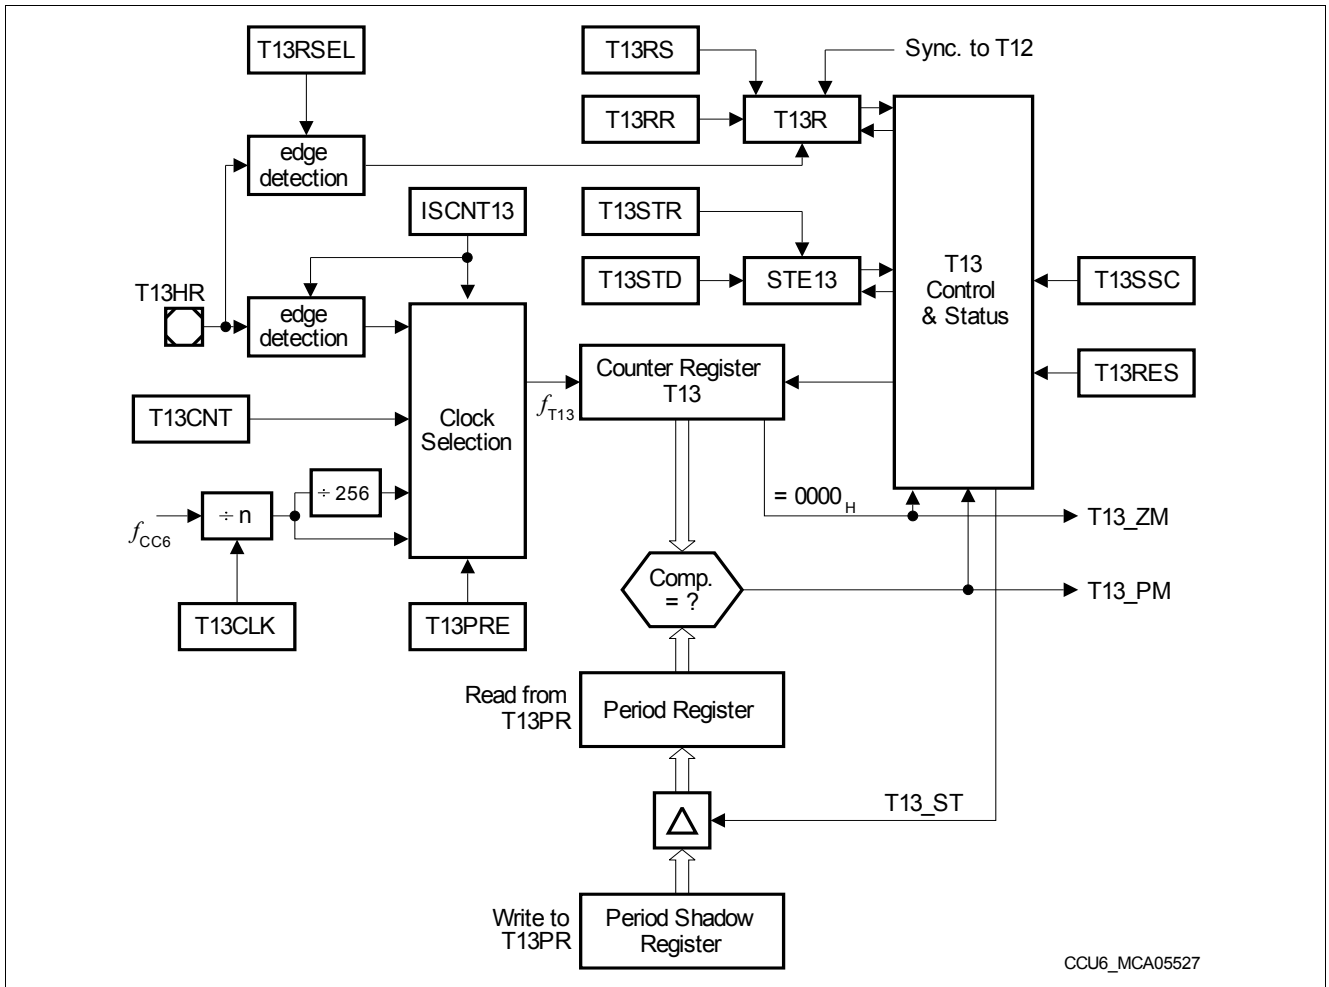 T13RSEL
T13RS
Sync. to T12
T13RR
T13R
edge
detection
ISCNT13
T13STR
T13STD
STE13
T13
Control
& Status
T13SSC
T13HR
edge
detection
Counter Register
T13
T13RES
fT13
T13CNT
Clock
Selection
÷ 256
÷ n
fCC6
= 0000H
T13_ZM
Comp.
= ?
T13_PM
T13CLK
T13PRE
Read from
T13PR
Period Register
T13_ST
Write to
T13PR
Period Shadow
Register
CCU6_MCA05527